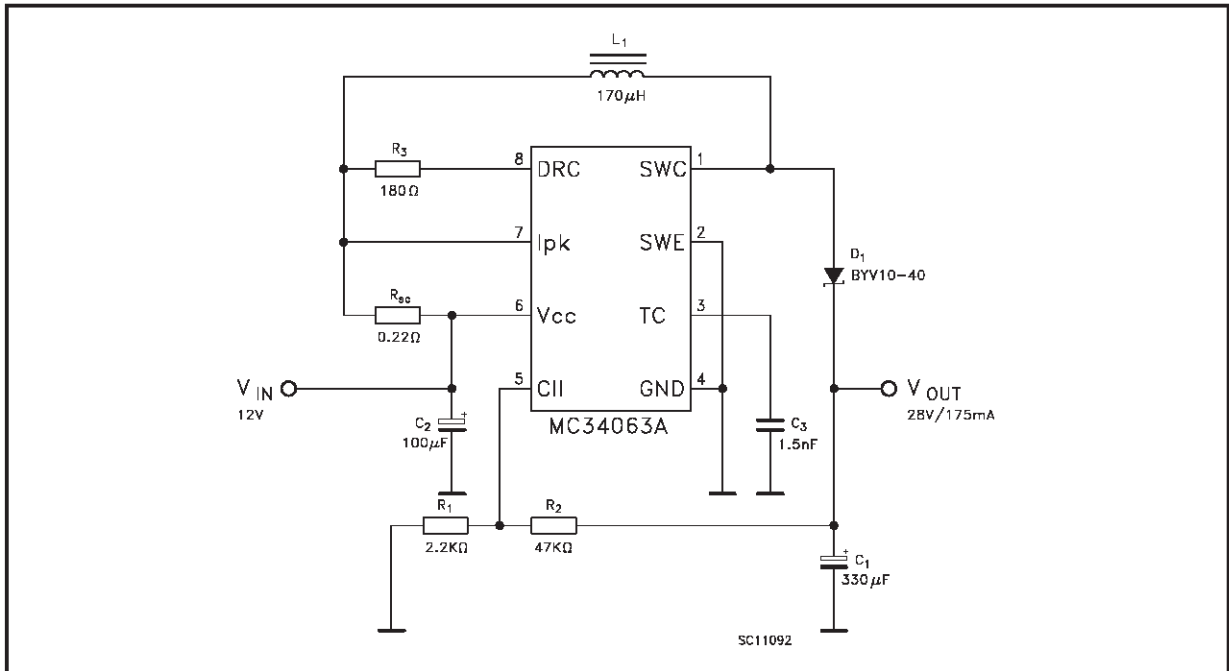 L1
170μH
R3
180Ω
8 DRC SWC 1
7 Ipk SWE 2
D1
BYV10-40
Rsc
0.22Ω
6 Vcc TC 3
VIN
12V
5 CII GND 4
VOUT
28V/175mA
MC34063A
C2 +
100μF
C3
1.5nF
R1
2.2KΩ
R2
47KΩ
+
C1
330μF
SC11092